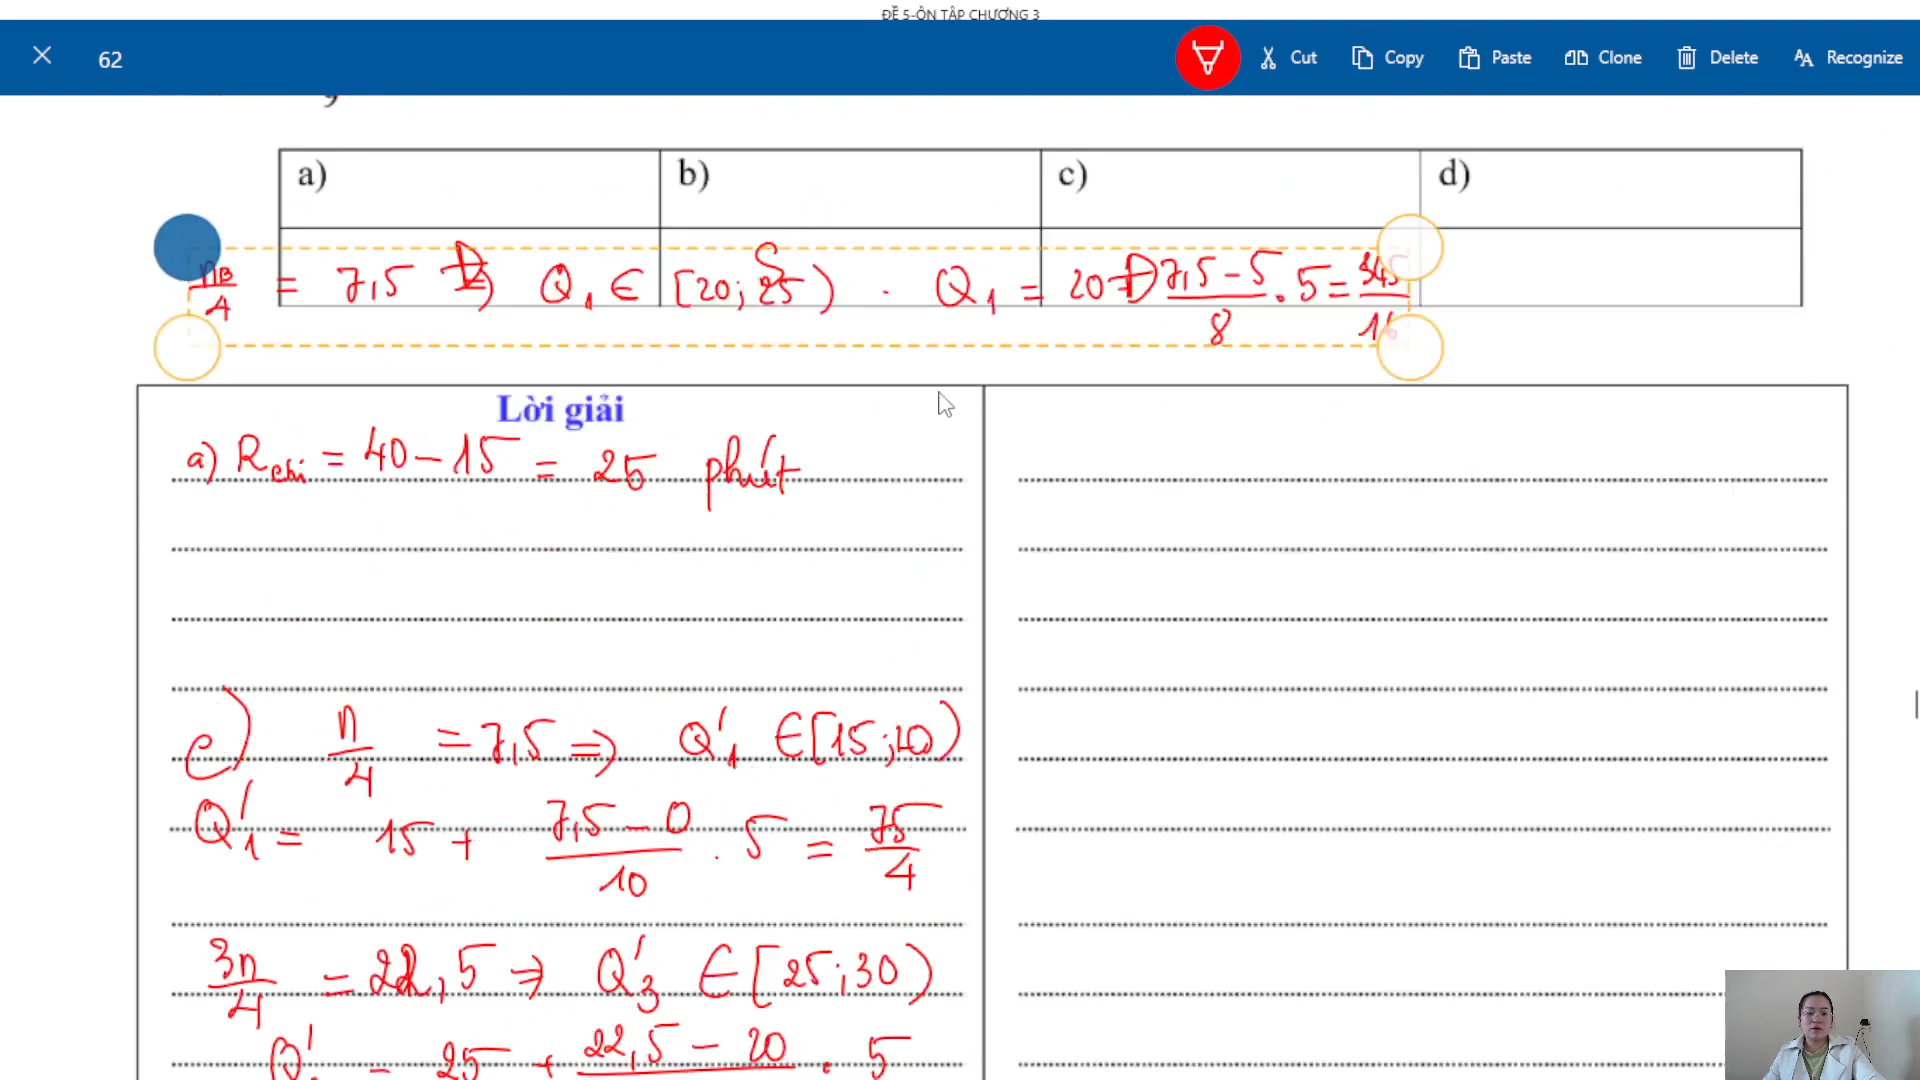 ĐỀ 5-ÔN TẬP CHƯƠNG 3
62 Cut Copy Paste Clone Delete Recognize
a) b) c) d)
Đ S Đ
nB/4 = 7,5 ⇒ Q1 ∈ [20; 25) . Q1 = 20 + (7,5 - 5)/8 . 5 = 345/16
Lời giải
a) Rchi = 40 - 15 = 25 phút
c) n/4 = 7,5 ⇒ Q'1 ∈ [15; 20)
Q'1 = 15 + (7,5 - 0)/10 . 5 = 75/4
3n/4 = 22,5 ⇒ Q'3 ∈ [25; 30)
= 25 + 22,5 - 20 . 5